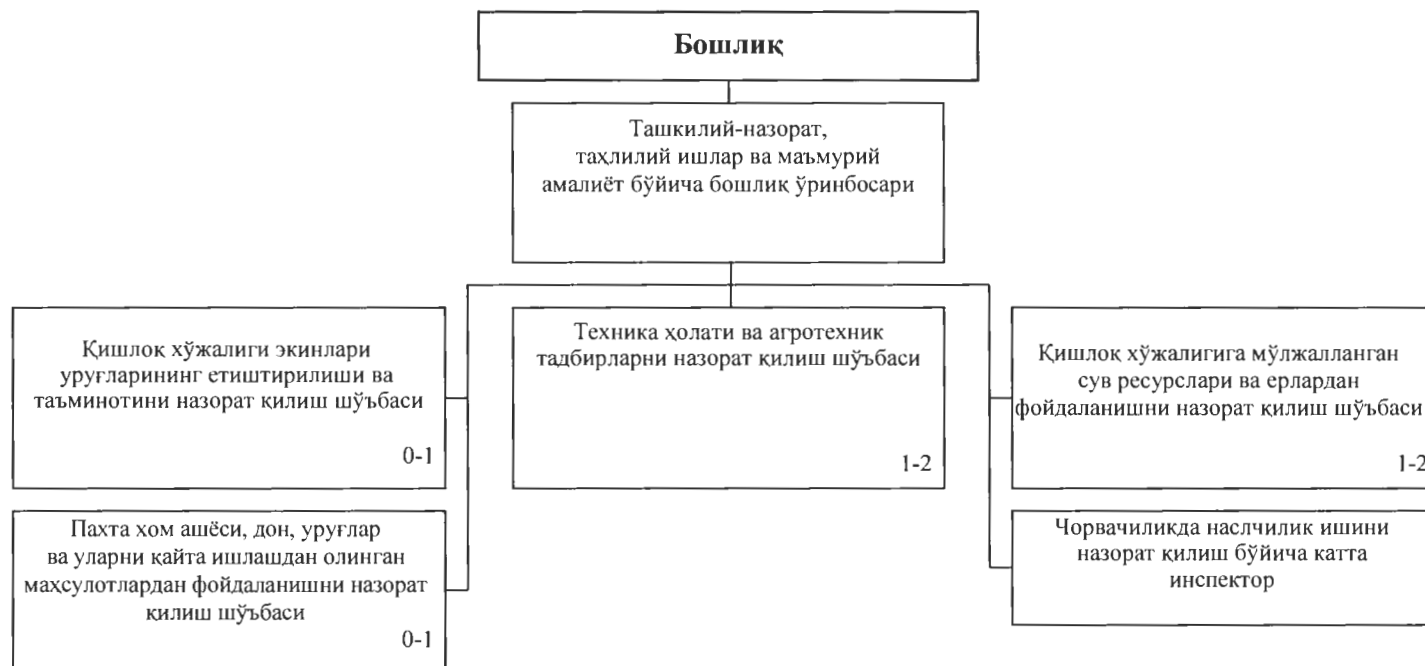 Бошлиқ
Ташкилий-назорат,
таҳлилий ишлар ва маъмурий
амалиёт бўйича бошлиқ ўринбосари
Қишлоқ хўжалиги экинлари
уруғларининг етиштирилиши ва
таъминотини назорат қилиш шўъбаси
0-1
Техника ҳолати ва агротехник
тадбирларни назорат қилиш шўъбаси
1-2
Қишлоқ хўжалигига мўлжалланган
сув ресурслари ва ерлардан
фойдаланишни назорат қилиш шўъбаси
1-2
Пахта хом ашёси, дон, уруғлар
ва уларни қайта ишлашдан олинган
маҳсулотлардан фойдаланишни назорат
қилиш шўъбаси
0-1
Чорвачиликда наслчилик ишини
назорат қилиш бўйича катта
инспектор